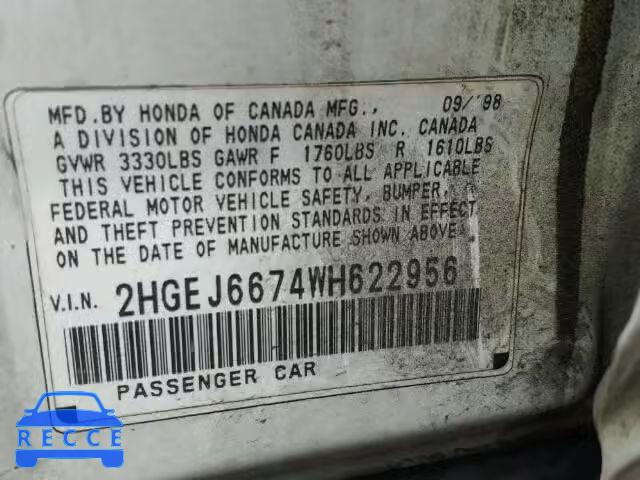 MFD.BY HONDA OF CANADA MFG., 09/'98
A DIVISION OF HONDA CANADA INC. CANADA
GVWR 3330LBS GAWR F 1760LBS R 1610LBS
THIS VEHICLE CONFORMS TO ALL APPLICABLE
FEDERAL MOTOR VEHICLE SAFETY, BUMPER,
AND THEFT PREVENTION STANDARDS IN EFFECT
ON THE DATE OF MANUFACTURE SHOWN ABOVE.
V.I.N. 2HGEJ6674WH622956
PASSENGER CAR
RECCE